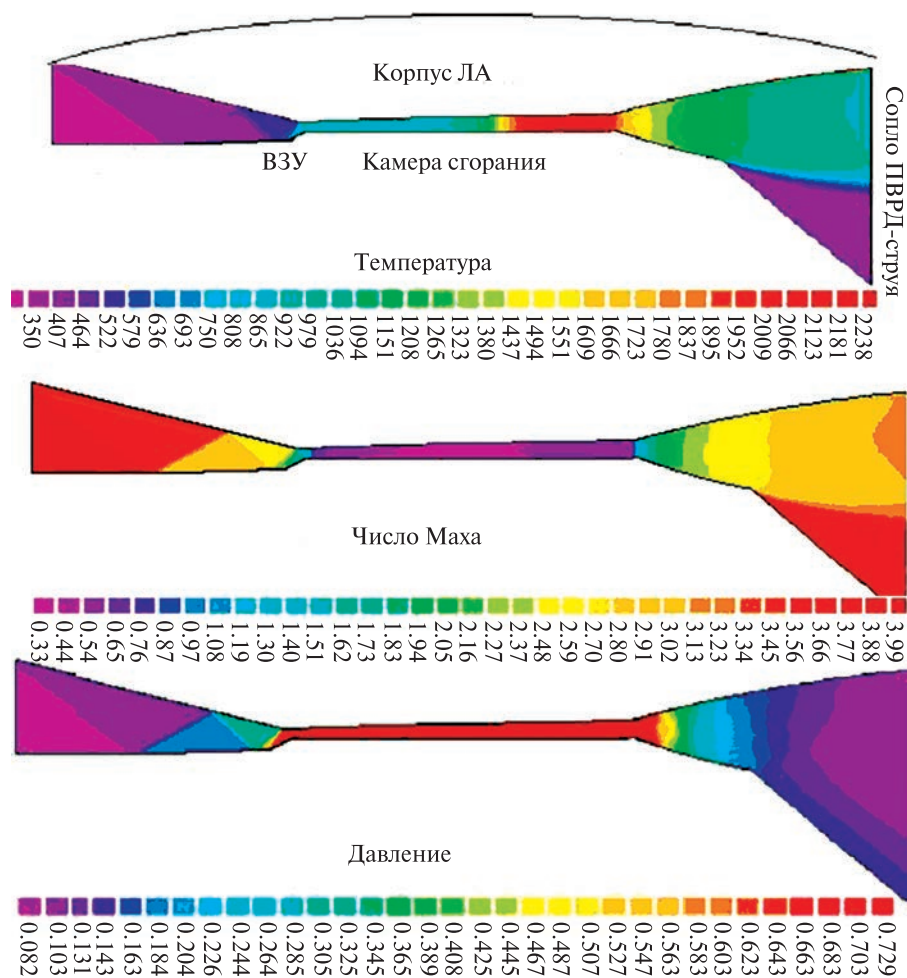 Корпус ЛА
ВЗУ
Камера сгорания
Сопло ПВРД-струя
Температура
350 407 464 522 579 636 693 750 808 865 922 979 1036 1094 1151 1208 1265 1323 1380 1437 1494 1551 1609 1666 1723 1780 1837 1895 1952 2009 2066 2123 2181 2238
Число Маха
0.33 0.44 0.54 0.65 0.76 0.87 0.97 1.08 1.19 1.30 1.40 1.51 1.62 1.73 1.83 1.94 2.05 2.16 2.27 2.37 2.48 2.59 2.70 2.80 2.91 3.02 3.13 3.23 3.34 3.45 3.56 3.66 3.77 3.88 3.99
Давление
0.082 0.103 0.131 0.143 0.163 0.184 0.204 0.226 0.244 0.264 0.285 0.305 0.325 0.345 0.365 0.389 0.408 0.425 0.445 0.467 0.487 0.507 0.527 0.547 0.563 0.583 0.603 0.623 0.643 0.663 0.683 0.703 0.729